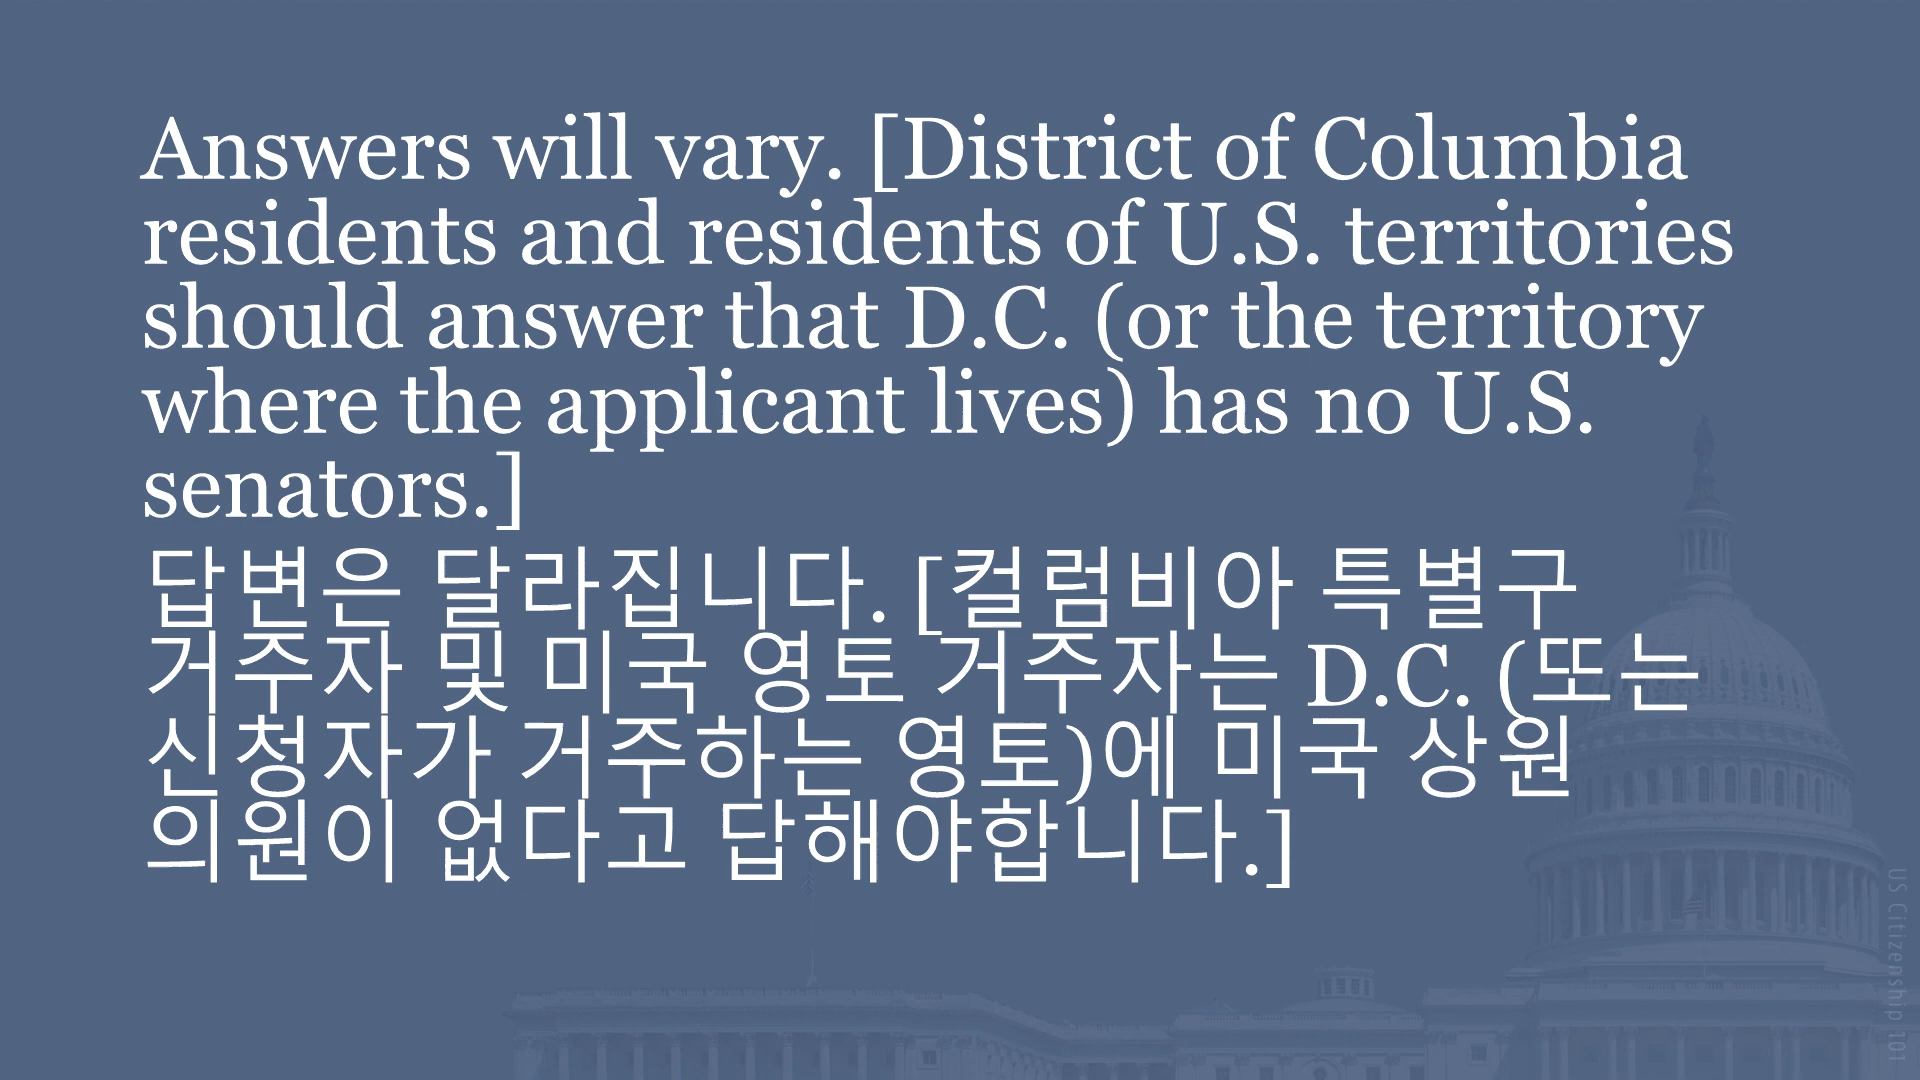 Answers will vary. [District of Columbia
residents and residents of U.S. territories
should answer that D.C. (or the territory
where the applicant lives) has no U.S.
senators.]
답변은 달라집니다. [컬럼비아 특별구
거주자 및 미국 영토 거주자는 D.C. (또는
신청자가 거주하는 영토)에 미국 상원
의원이 없다고 답해야합니다.]
US Citizenship 101